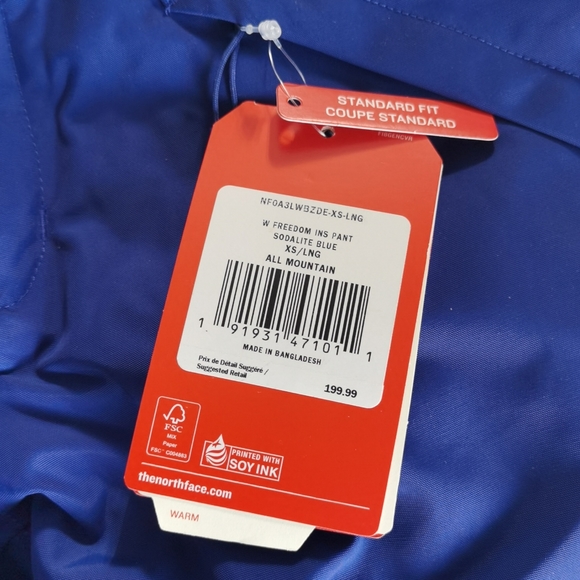 STANDARD FIT
COUPE STANDARD
NF0A3LWBZDE-XS-LNG
W FREEDOM INS PANT
SODALITE BLUE
XS/LNG
ALL MOUNTAIN
1 91931 47101 1
MADE IN BANGLADESH
Prix de Détail Suggéré /
Suggested Retail
199.99
FSC
MIX
Paper
FSC® C004863
PRINTED WITH
SOY INK
thenorthface.com
WARM